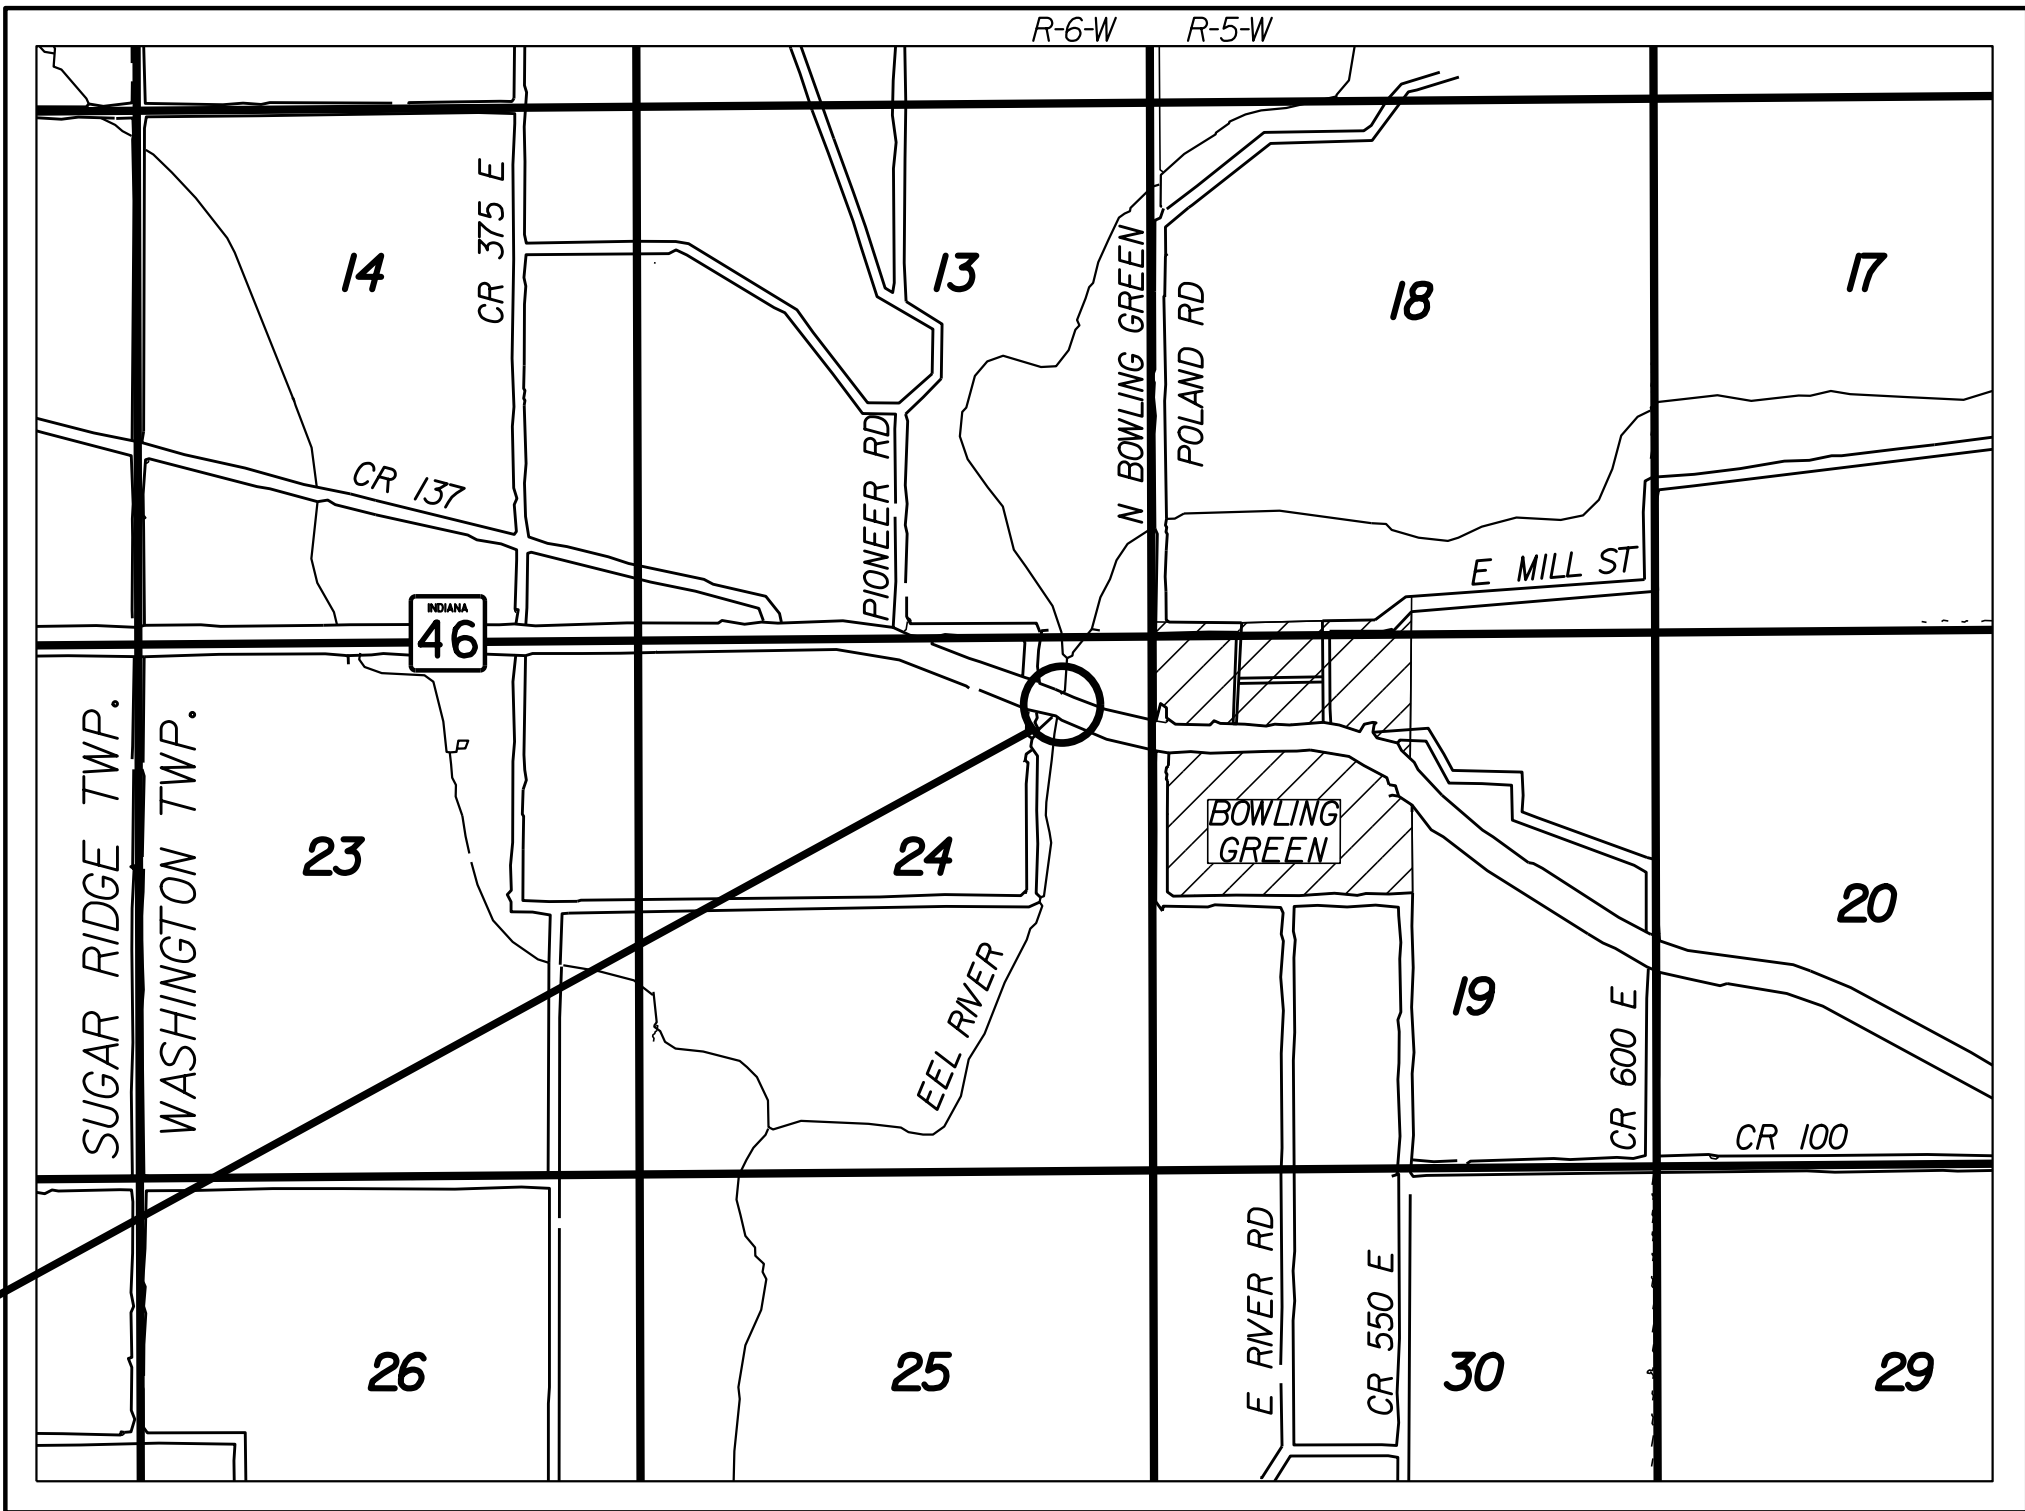 R-6-W
R-5-W
14
CR 375 E
13
N BOWLING GREEN
POLAND RD
18
17
CR 137
PIONEER RD
E MILL ST
INDIANA
46
SUGAR RIDGE TWP.
WASHINGTON TWP.
23
24
BOWLING
GREEN
20
EEL RIVER
19
CR 600 E
CR 100
26
25
E RIVER RD
CR 550 E
30
29